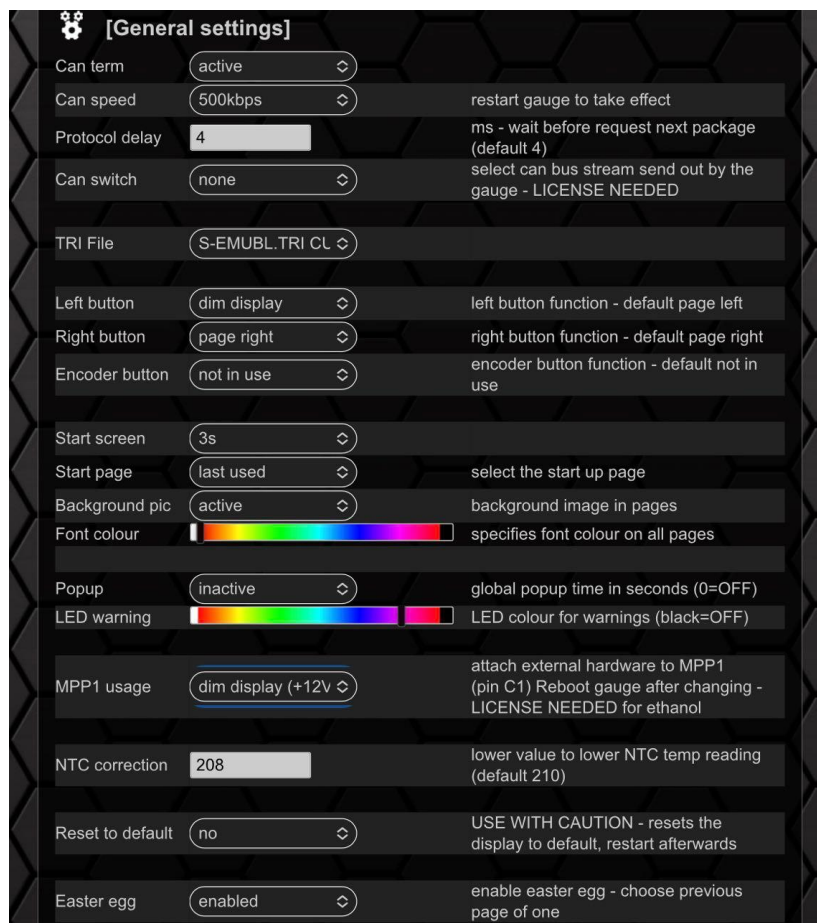 [General settings]
Can term active
Can speed 500kbps restart gauge to take effect
Protocol delay 4 ms - wait before request next package
(default 4)
Can switch none select can bus stream send out by the
gauge - LICENSE NEEDED
TRI File S-EMUBL.TRI CU
Left button dim display left button function - default page left
Right button page right right button function - default page right
Encoder button not in use encoder button function - default not in
use
Start screen 3s
Start page last used select the start up page
Background pic active background image in pages
Font colour specifies font colour on all pages
Popup inactive global popup time in seconds (0=OFF)
LED warning LED colour for warnings (black=OFF)
MPP1 usage dim display (+12V attach external hardware to MPP1
(pin C1) Reboot gauge after changing -
LICENSE NEEDED for ethanol
NTC correction 208 lower value to lower NTC temp reading
(default 210)
Reset to default no USE WITH CAUTION - resets the
display to default, restart afterwards
Easter egg enabled enable easter egg - choose previous
page of one